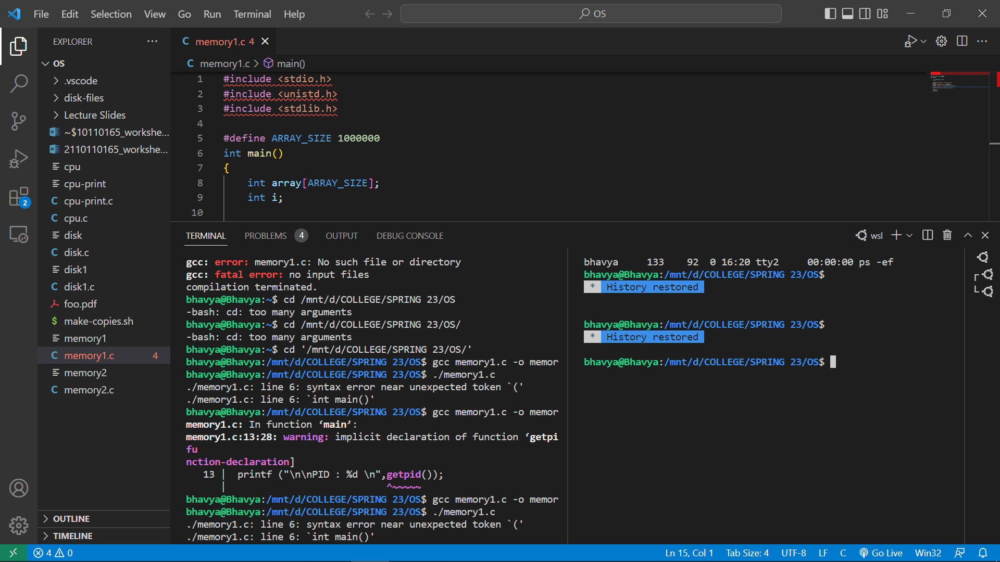 File Edit Selection View Go Run Terminal Help
OS
EXPLORER
OS
.vscode
disk-files
Lecture Slides
~$10110165_workshe...
2110110165_workshe...
cpu
cpu-print
cpu-print.c
cpu.c
disk
disk.c
disk1
disk1.c
foo.pdf
make-copies.sh
memory1
memory1.c 4
memory2
memory2.c
OUTLINE
TIMELINE
2
memory1.c 4
memory1.c > main()
1 #include <stdio.h>
2 #include <unistd.h>
3 #include <stdlib.h>
4
5 #define ARRAY_SIZE 1000000
6 int main()
7 {
8 int array[ARRAY_SIZE];
9 int i;
10
TERMINAL PROBLEMS 4 OUTPUT DEBUG CONSOLE
wsl
gcc: error: memory1.c: No such file or directory
gcc: fatal error: no input files
compilation terminated.
bhavya@Bhavya:~$ cd /mnt/d/COLLEGE/SPRING 23/OS
-bash: cd: too many arguments
bhavya@Bhavya:~$ cd /mnt/d/COLLEGE/SPRING 23/OS/
-bash: cd: too many arguments
bhavya@Bhavya:~$ cd '/mnt/d/COLLEGE/SPRING 23/OS/'
bhavya@Bhavya:/mnt/d/COLLEGE/SPRING 23/OS$ gcc memory1.c -o memor
bhavya@Bhavya:/mnt/d/COLLEGE/SPRING 23/OS$ ./memory1.c
./memory1.c: line 6: syntax error near unexpected token `('
./memory1.c: line 6: `int main()'
bhavya@Bhavya:/mnt/d/COLLEGE/SPRING 23/OS$ gcc memory1.c -o memor
memory1.c: In function ‘main’:
memory1.c:13:28: warning: implicit declaration of function ‘getpi
fu
nction-declaration]
13 | printf ("\n\nPID : %d \n",getpid());
| ^~~~~~
bhavya@Bhavya:/mnt/d/COLLEGE/SPRING 23/OS$ gcc memory1.c -o memor
bhavya@Bhavya:/mnt/d/COLLEGE/SPRING 23/OS$ ./memory1.c
./memory1.c: line 6: syntax error near unexpected token `('
./memory1.c: line 6: `int main()'
bhavya 133 92 0 16:20 tty2 00:00:00 ps -ef
bhavya@Bhavya:/mnt/d/COLLEGE/SPRING 23/OS$
* History restored
bhavya@Bhavya:/mnt/d/COLLEGE/SPRING 23/OS$
* History restored
bhavya@Bhavya:/mnt/d/COLLEGE/SPRING 23/OS$
4 0
Ln 15, Col 1 Tab Size: 4 UTF-8 LF C Go Live Win32